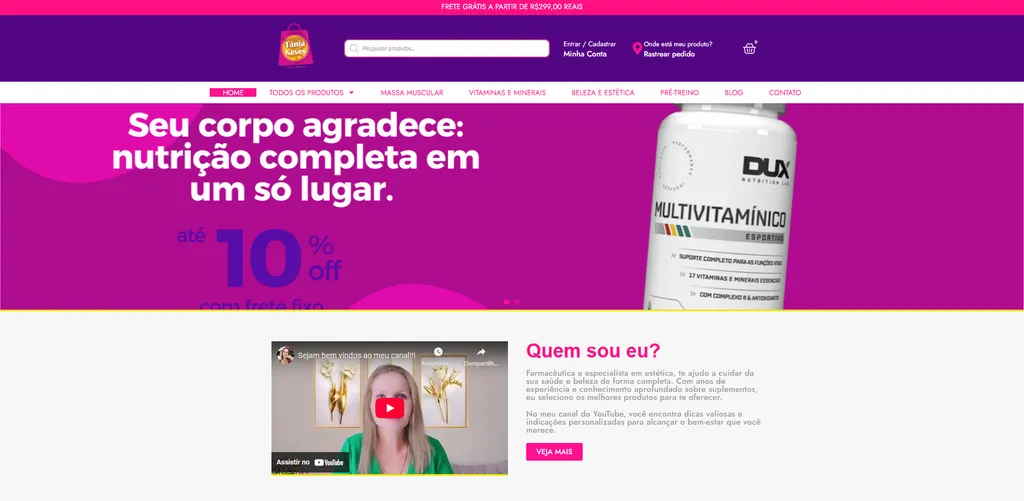 FRETE GRÁTIS A PARTIR DE R$299,00 REAIS
Tânia
Neves
Pesquisar produtos...
Entrar / Cadastrar
Minha Conta
Onde está meu produto?
Rastrear pedido
0
HOME
TODOS OS PRODUTOS
MASSA MUSCULAR
VITAMINAS E MINERAIS
BELEZA E ESTÉTICA
PRÉ-TREINO
BLOG
CONTATO
Seu corpo agradece:
nutrição completa em
um só lugar.
até
10
%
off
com frete fixo
DUX
NUTRITION LAB
MULTIVITAMÍNICO
ESPORTIVO
SUPORTE COMPLETO PARA AS FUNÇÕES VITAIS
17 VITAMINAS E MINERAIS ESSENCIAIS
COM COMPLEXO B & ANTIOXIDANTES
Sejam bem vindos ao meu canal!!!
Compartilh...
Assistir no YouTube
Quem sou eu?
Farmacêutica e especialista em estética, te ajudo a cuidar da
sua saúde e beleza de forma completa. Com anos de
experiência e conhecimento aprofundado sobre suplementos,
eu seleciono os melhores produtos para te oferecer.
No meu canal do YouTube, você encontra dicas valiosas e
indicações personalizadas para alcançar o bem-estar que você
merece.
VEJA MAIS